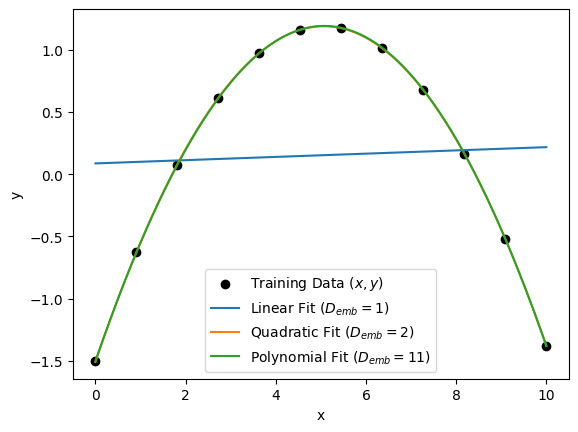 1.0
0.5
0.0
−0.5
−1.0
−1.5
y
Training Data (x, y)
Linear Fit (D_emb = 1)
Quadratic Fit (D_emb = 2)
Polynomial Fit (D_emb = 11)
0 2 4 6 8 10
x